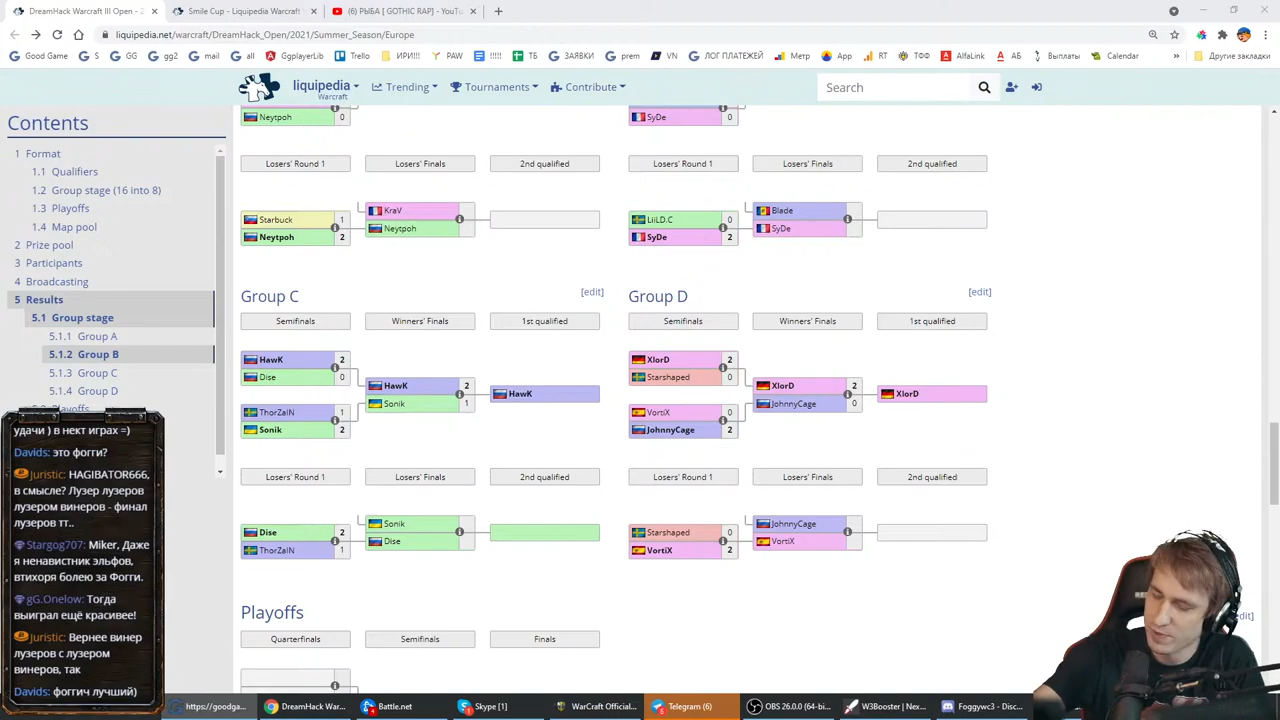 DreamHack Warcraft III Open - 2
Smile Cup - Liquipedia Warcraft
(6) РЫБА [ GOTHIC RAP] - YouT
liquipedia.net/warcraft/DreamHack_Open/2021/Summer_Season/Europe
Good Game S GG gg2 mail all GgplayerLab Trello ИРИ!!! PAW !!!!! ТБ ЗАЯВКИ prem VN ЛОГ ПЛАТЕЖЕЙ Метр App RT ТФФ AlfaLink АБ Выплаты Calendar Другие закладки
liquipedia
Warcraft
Trending Tournaments Contribute Search
Contents
1 Format
1.1 Qualifiers
1.2 Group stage (16 into 8)
1.3 Playoffs
1.4 Map pool
2 Prize pool
3 Participants
4 Broadcasting
5 Results
5.1 Group stage
5.1.1 Group A
5.1.2 Group B
5.1.3 Group C
5.1.4 Group D
Neytpoh 0
SyDe 0
Losers' Round 1 Losers' Finals 2nd qualified
Losers' Round 1 Losers' Finals 2nd qualified
Starbuck 1
Neytpoh 2
KraV
Neytpoh
LiiLD.C 0
SyDe 2
Blade
SyDe
Group C [edit]
Semifinals Winners' Finals 1st qualified
HawK 2
Dise 0
ThorZaIN 1
Sonik 2
HawK 2
Sonik 1
HawK
Losers' Round 1 Losers' Finals 2nd qualified
Dise 2
ThorZaIN 1
Sonik
Dise
Group D [edit]
Semifinals Winners' Finals 1st qualified
XlorD 2
Starshaped 0
VortiX 0
JohnnyCage 2
XlorD 2
JohnnyCage 0
XlorD
Losers' Round 1 Losers' Finals 2nd qualified
Starshaped 0
VortiX 2
JohnnyCage
VortiX
Playoffs
Quarterfinals Semifinals Finals
удачи ) в нект играх =)
Davids: это фогги?
Juristic: HAGIBATOR666,
в смысле? Лузер лузеров
лузером винеров - финал
лузеров тт..
Stargog707: Miker, Даже
я ненавистник эльфов,
втихоря болею за Фогги.
gG.Onelow: Тогда
выиграл ещё красивее!
Juristic: Вернее винер
лузеров с лузером
винеров, так
Davids: фоггич лучший)
https://goodga... DreamHack War... Battle.net Skype [1] WarCraft Official... Telegram (6) OBS 26.0.0 (64-bi... W3Booster | Nex... Foggywc3 - Disc...